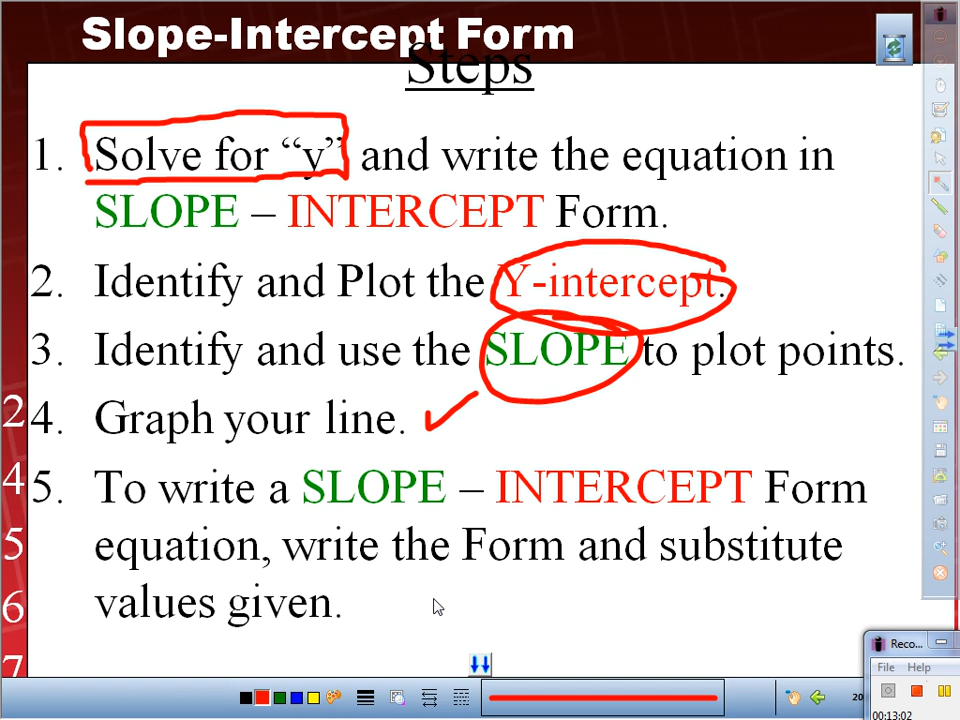 Slope-Intercept Form
Steps
1. Solve for “y” and write the equation in
SLOPE – INTERCEPT Form.
2. Identify and Plot the Y-intercept.
3. Identify and use the SLOPE to plot points.
4. Graph your line.
5. To write a SLOPE – INTERCEPT Form
equation, write the Form and substitute
values given.
2
4
5
6
7
Reco...
File Help
20
00:13:02